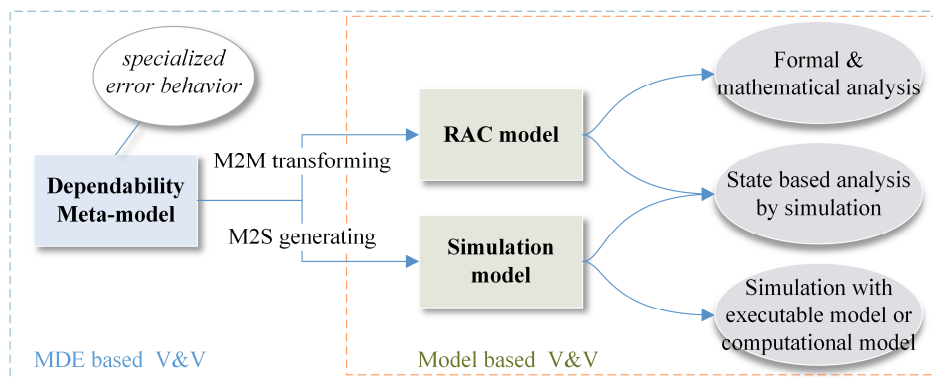 specialized
error behavior
Dependability
Meta-model
M2M transforming
M2S generating
RAC model
Simulation
model
Formal &
mathematical analysis
State based analysis
by simulation
Simulation with
executable model or
computational model
MDE based V&V
Model based V&V